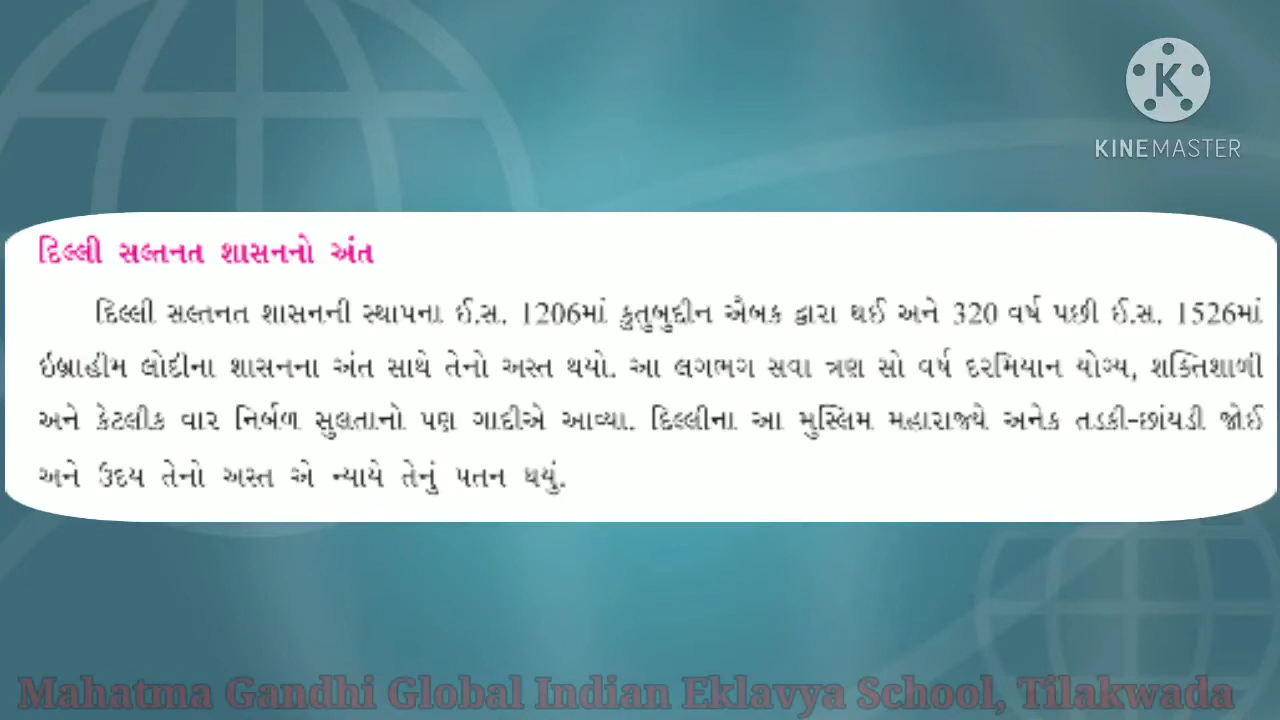 KINEMASTER
દિલ્લી સલ્તનત શાસનનો અંત
દિલ્લી સલ્તનત શાસનની સ્થાપના ઈ.સ. 1206માં કુતુબુદ્દીન ઐબક દ્વારા થઈ અને 320 વર્ષ પછી ઈ.સ. 1526માં
ઇબ્રાહીમ લોદીના શાસનના અંત સાથે તેનો અસ્ત થયો. આ લગભગ સવા ત્રણ સો વર્ષ દરમિયાન યોગ્ય, શક્તિશાળી
અને કેટલીક વાર નિર્બળ સુલતાનો પણ ગાદીએ આવ્યા. દિલ્લીના આ મુસ્લિમ મહારાજ્યે અનેક તડકી-છાંયડી જોઈ
અને ઉદય તેનો અસ્ત એ ન્યાયે તેનું પતન થયું.
Mahatma Gandhi Global Indian Eklavya School, Tilakwada